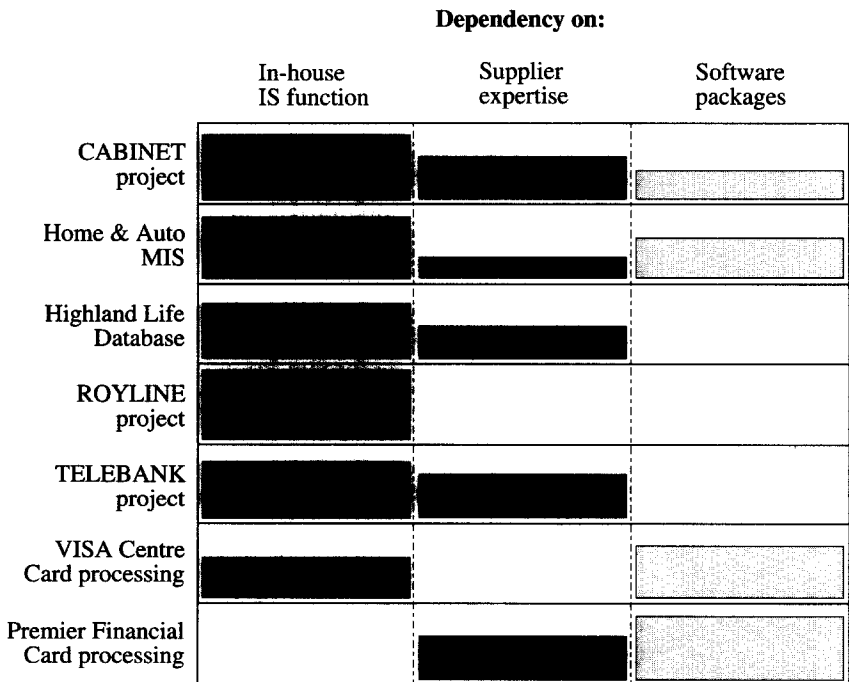 Dependency on:
In-house
IS function
Supplier
expertise
Software
packages
CABINET
project
Home & Auto
MIS
Highland Life
Database
ROYLINE
project
TELEBANK
project
VISA Centre
Card processing
Premier Financial
Card processing